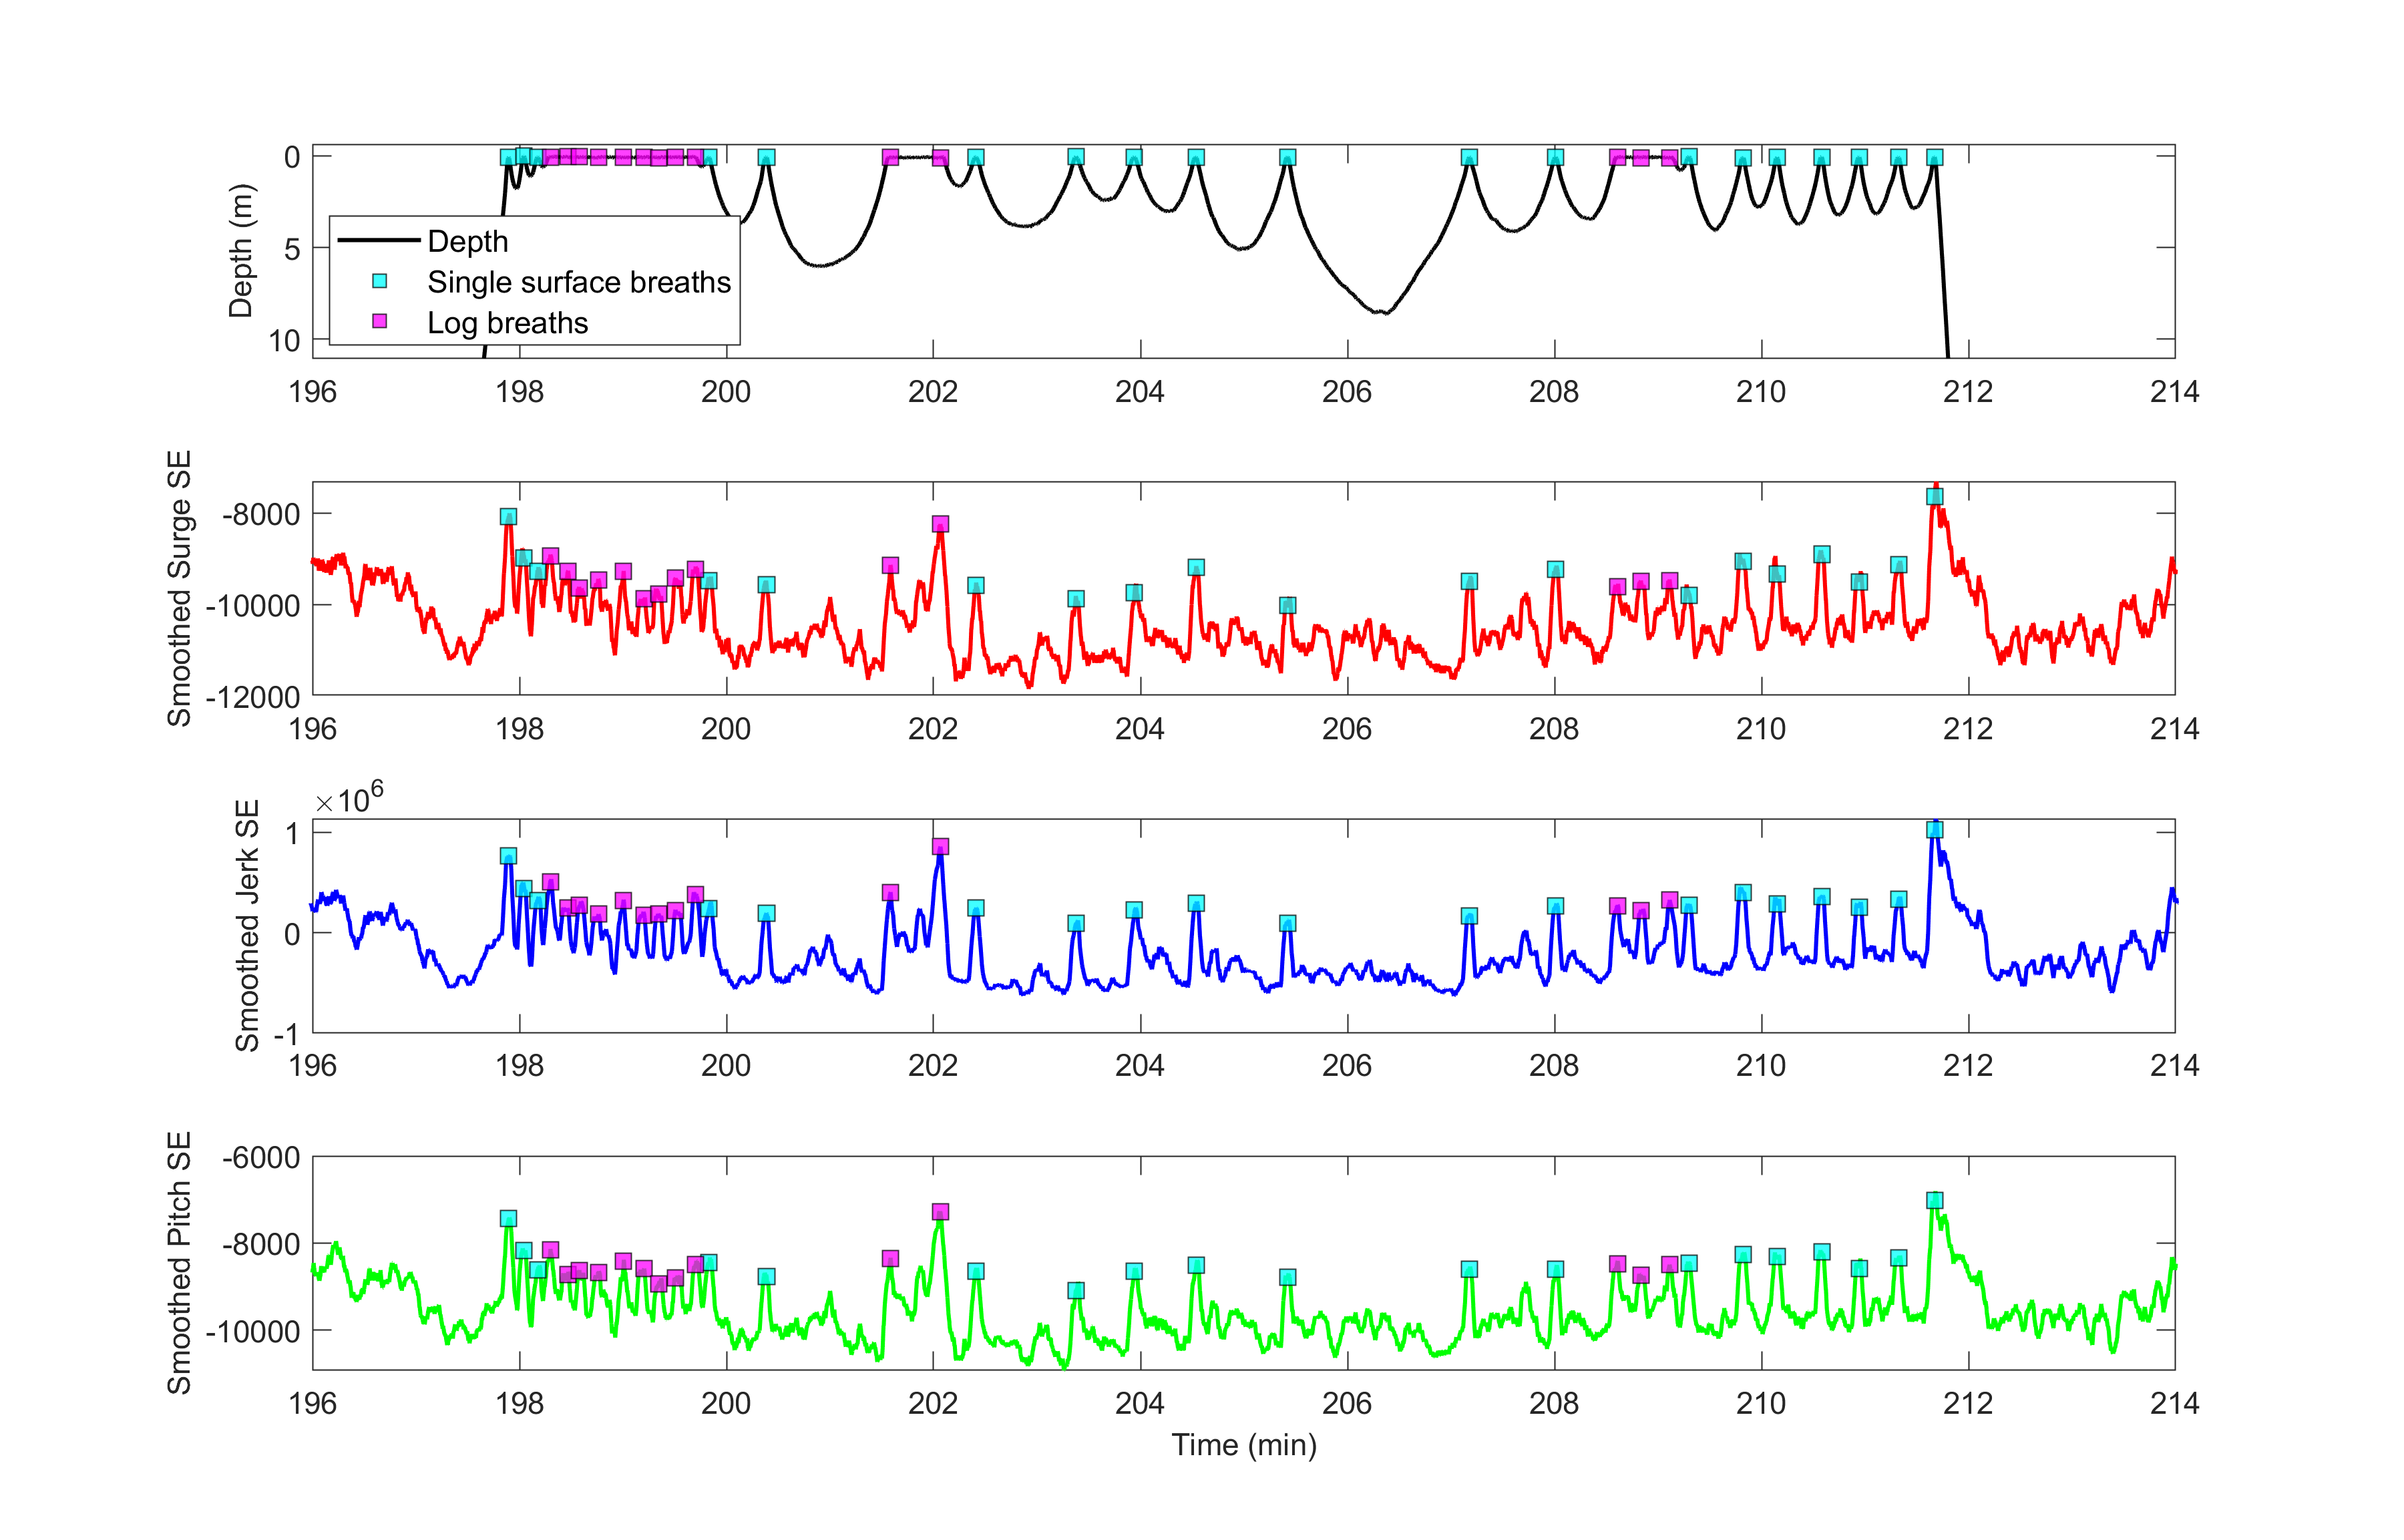 0
5
10
Depth (m)
Depth
Single surface breaths
Log breaths
196 198 200 202 204 206 208 210 212 214
-8000
-10000
-12000
Smoothed Surge SE
196 198 200 202 204 206 208 210 212 214
×10⁶
1
0
-1
Smoothed Jerk SE
196 198 200 202 204 206 208 210 212 214
-6000
-8000
-10000
Smoothed Pitch SE
196 198 200 202 204 206 208 210 212 214
Time (min)